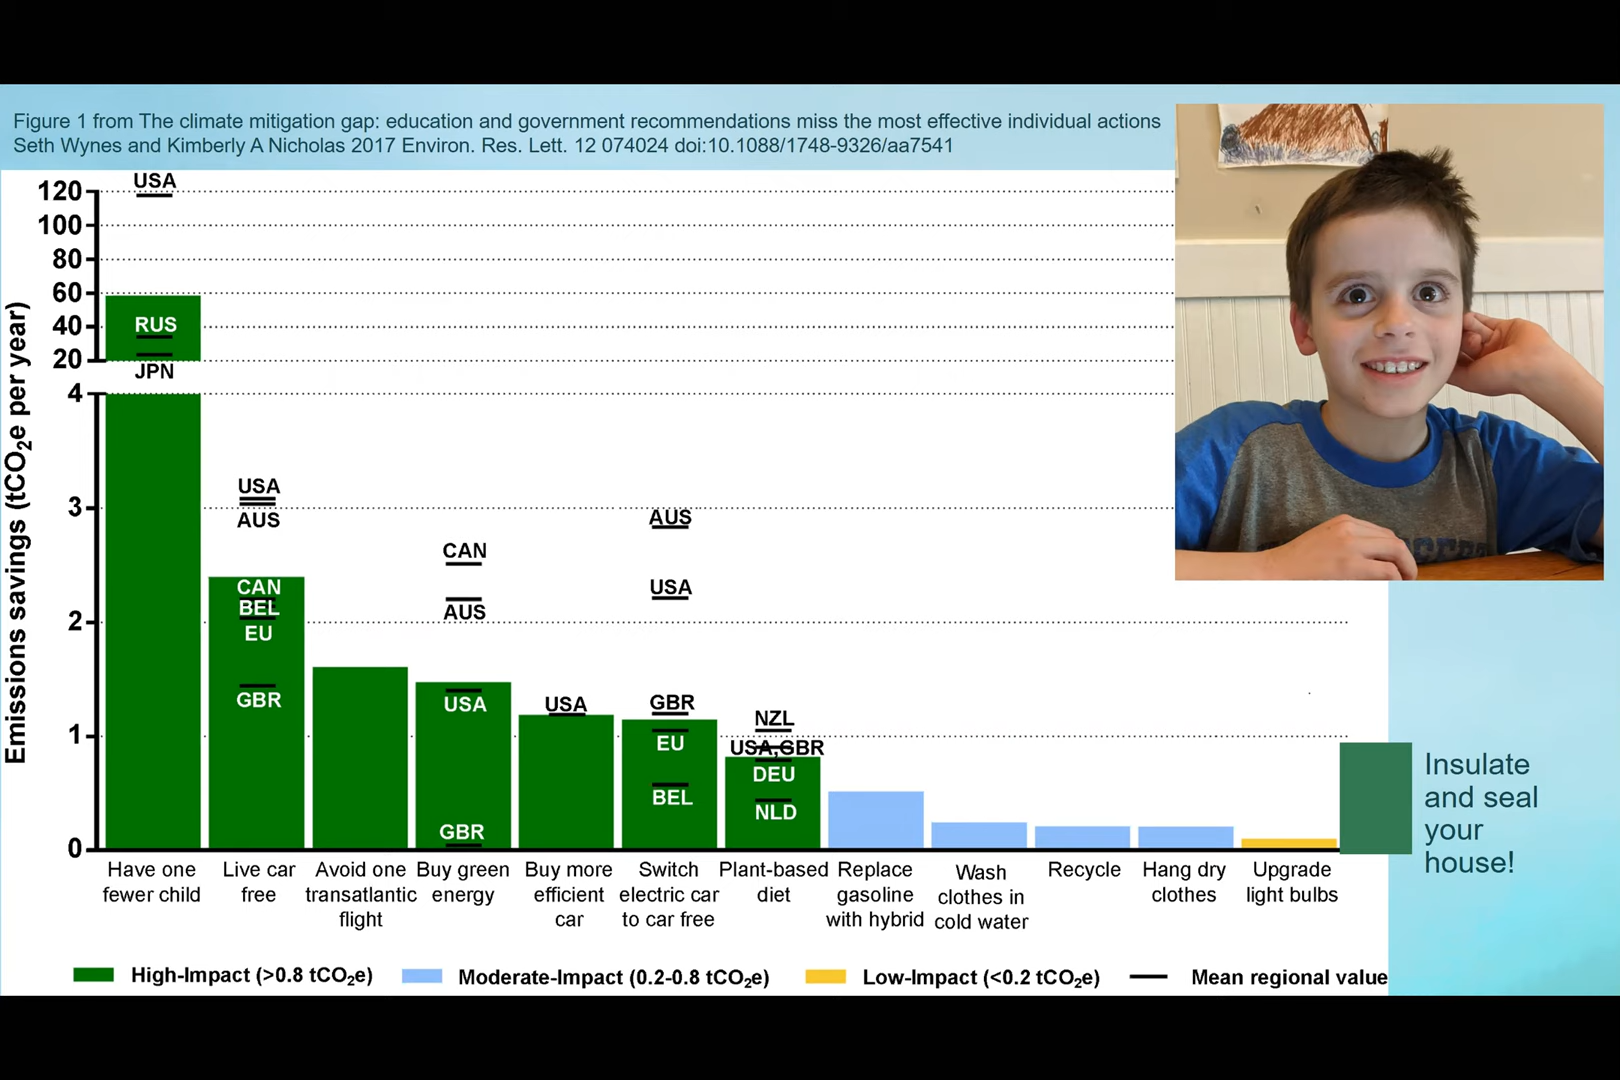 Figure 1 from The climate mitigation gap: education and government recommendations miss the most effective individual actions
Seth Wynes and Kimberly A Nicholas 2017 Environ. Res. Lett. 12 074024 doi:10.1088/1748-9326/aa7541
Emissions savings (tCO₂e per year)
120
100
80
60
40
20
4
3
2
1
0
USA
RUS
JPN
USA
AUS
CAN
BEL
EU
GBR
CAN
AUS
USA
GBR
USA
AUS
USA
GBR
EU
BEL
NZL
USA,GBR
DEU
NLD
Have one
fewer child
Live car
free
Avoid one
transatlantic
flight
Buy green
energy
Buy more
efficient
car
Switch
electric car
to car free
Plant-based
diet
Replace
gasoline
with hybrid
Wash
clothes in
cold water
Recycle
Hang dry
clothes
Upgrade
light bulbs
Insulate
and seal
your
house!
High-Impact (>0.8 tCO₂e)
Moderate-Impact (0.2-0.8 tCO₂e)
Low-Impact (<0.2 tCO₂e)
Mean regional value